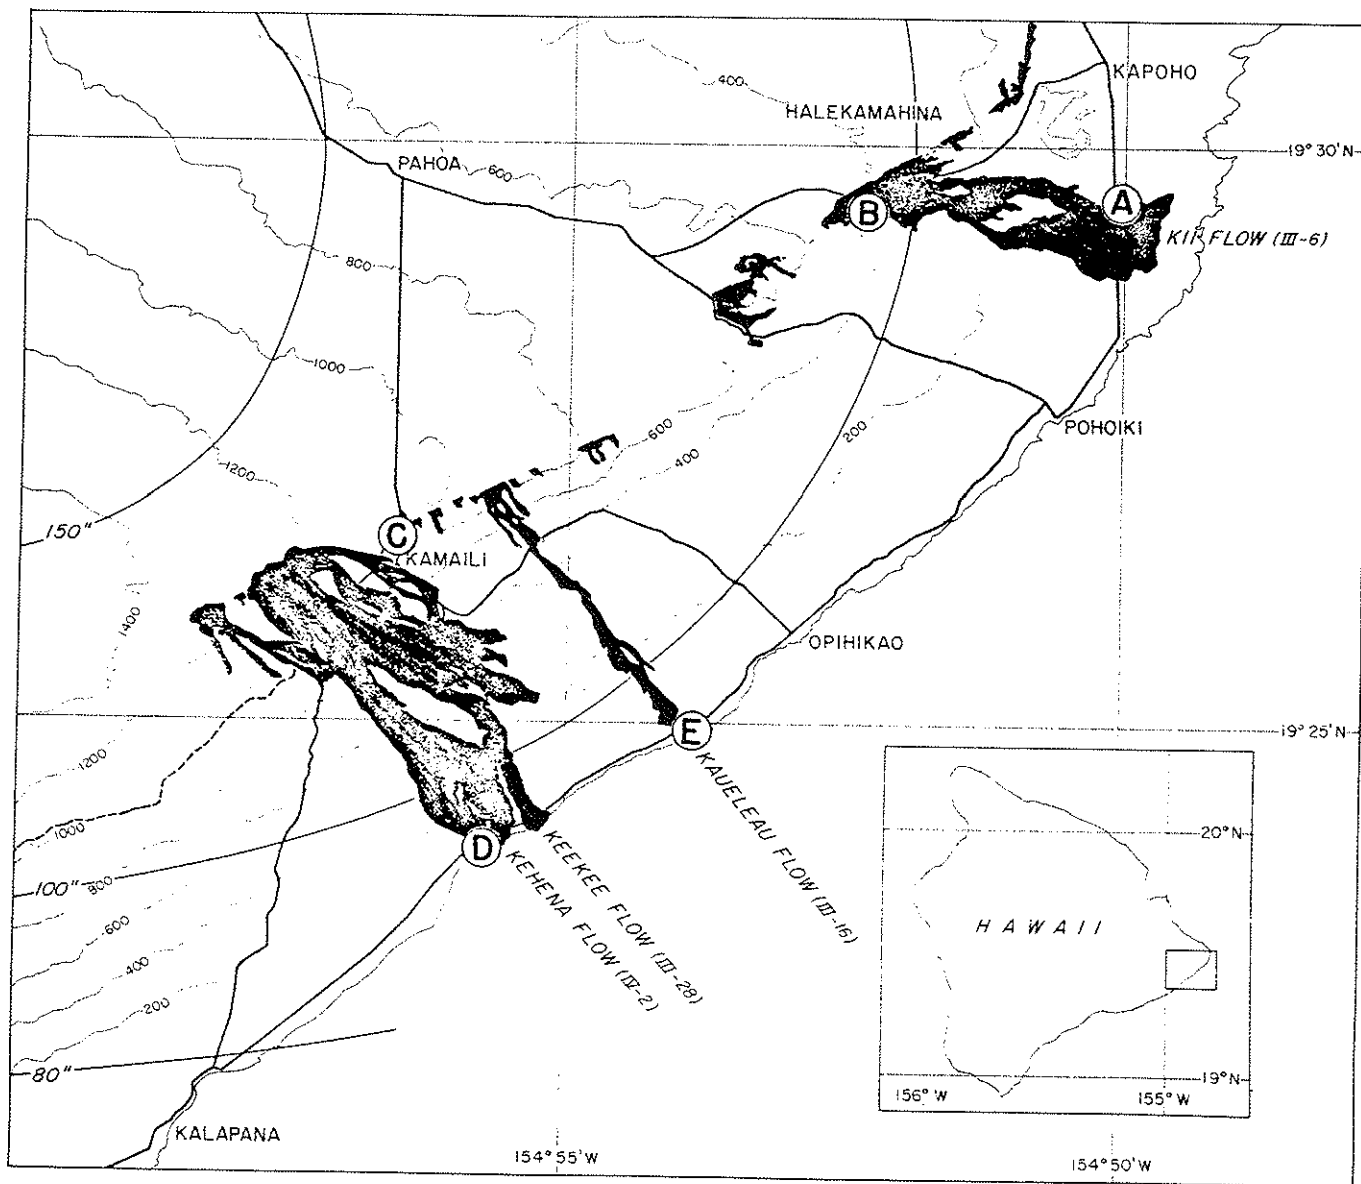 KAPOHO
400
HALEKAMAHINA
19° 30' N
PAHOA
600
A
B
KII FLOW (III-6)
800
1000
200
600
POHOIKI
400
1200
150"
C
KAMAILI
1400
OPIHIKAO
19° 25' N
E
1200
KAUELEAU FLOW (III-16)
1000
D
KEEKEE FLOW (III-28)
KEHENA FLOW (IV-2)
100"
800
600
400
200
80"
KALAPANA
154° 55' W
154° 50' W
20° N
HAWAII
19° N
156° W
155° W